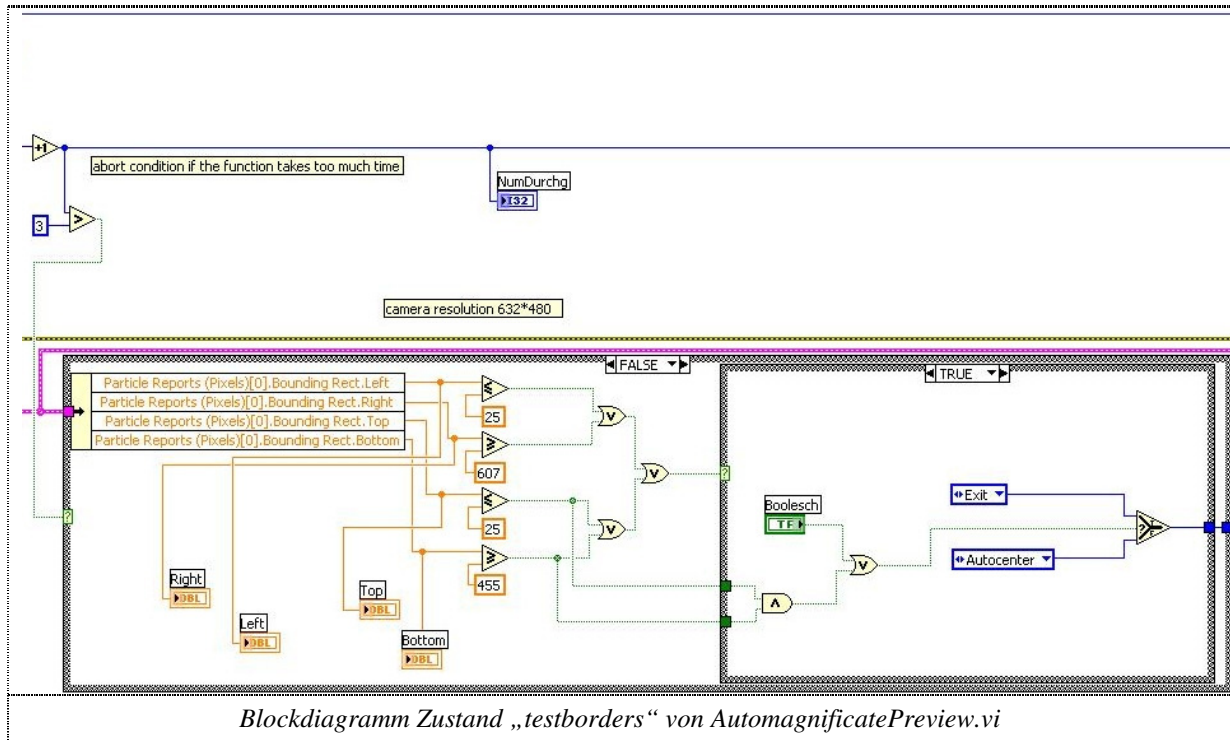 +1
abort condition if the function takes too much time
NumDurchg
I32
3
>
camera resolution 632*480
FALSE
TRUE
Particle Reports (Pixels)[0].Bounding Rect.Left
Particle Reports (Pixels)[0].Bounding Rect.Right
Particle Reports (Pixels)[0].Bounding Rect.Top
Particle Reports (Pixels)[0].Bounding Rect.Bottom
≤
25
V
≥
607
V
?
≤
25
V
≥
455
?
Exit
Boolesch
TF
V
Autocenter
?
T
F
Λ
Right
DBL
Left
DBL
Top
DBL
Bottom
DBL
Blockdiagramm Zustand „testborders“ von AutomagnificatePreview.vi